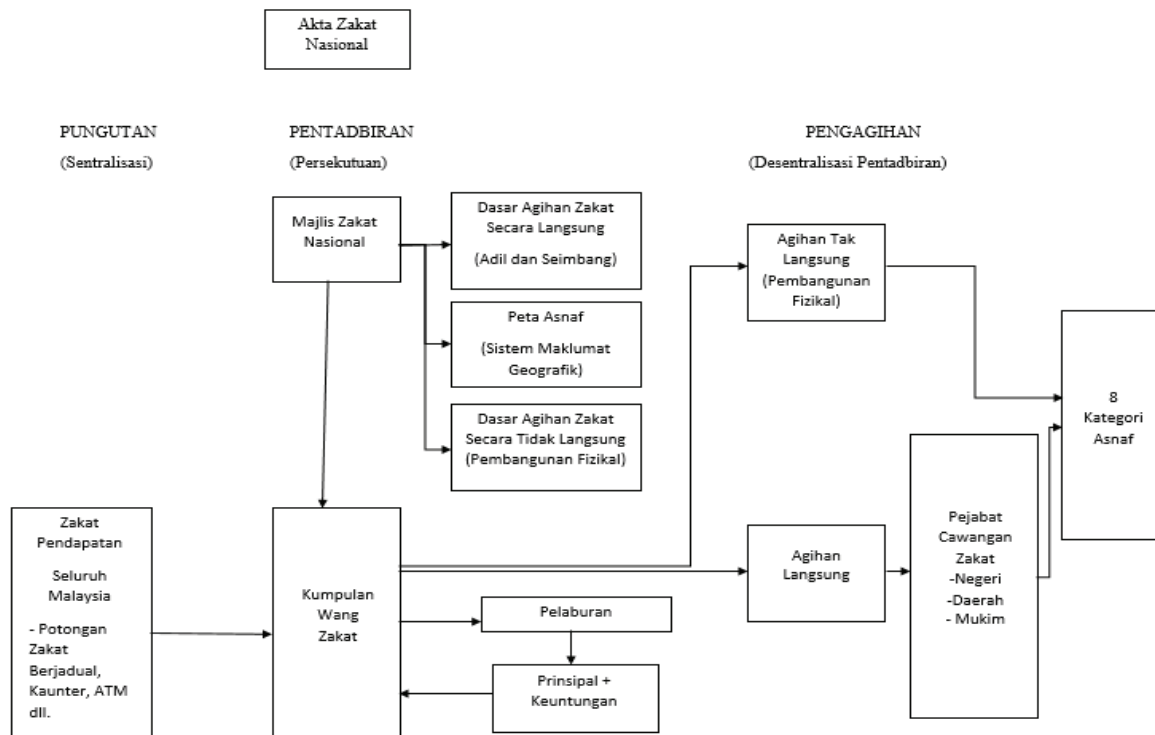 Akta Zakat
Nasional
PUNGUTAN
(Sentralisasi)
PENTADBIRAN
(Persekutuan)
PENGAGIHAN
(Desentralisasi Pentadbiran)
Majlis Zakat
Nasional
Dasar Agihan Zakat
Secara Langsung
(Adil dan Seimbang)
Peta Asnaf
(Sistem Maklumat
Geografik)
Dasar Agihan Zakat
Secara Tidak Langsung
(Pembangunan Fizikal)
Agihan Tak
Langsung
(Pembangunan
Fizikal)
8
Kategori
Asnaf
Zakat
Pendapatan
Seluruh
Malaysia
- Potongan
Zakat
Berjadual,
Kaunter, ATM
dll.
Kumpulan
Wang
Zakat
Pelaburan
Prinsipal +
Keuntungan
Agihan
Langsung
Pejabat
Cawangan
Zakat
-Negeri
-Daerah
- Mukim